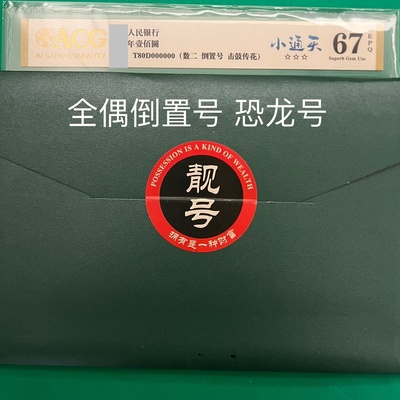 ACG
人民银行
年壹佰圆
T80D000000（数二 倒置号 击鼓传花）
小通天
☆☆☆
67
EPQ
Superb Gem Unc
全偶倒置号 恐龙号
POSSESSION IS A KIND OF WEALTH
靓号
拥有是一种财富